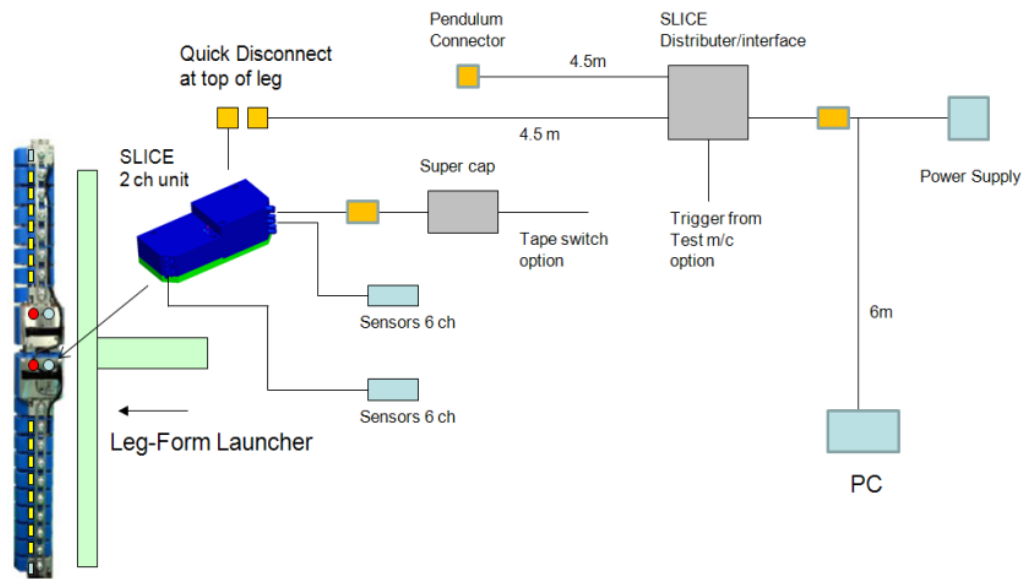 Pendulum
Connector
SLICE
Distributer/interface
Quick Disconnect
at top of leg
4.5m
4.5 m
SLICE
2 ch unit
Super cap
Power Supply
Tape switch
option
Trigger from
Test m/c
option
Sensors 6 ch
6m
Sensors 6 ch
Leg-Form Launcher
PC